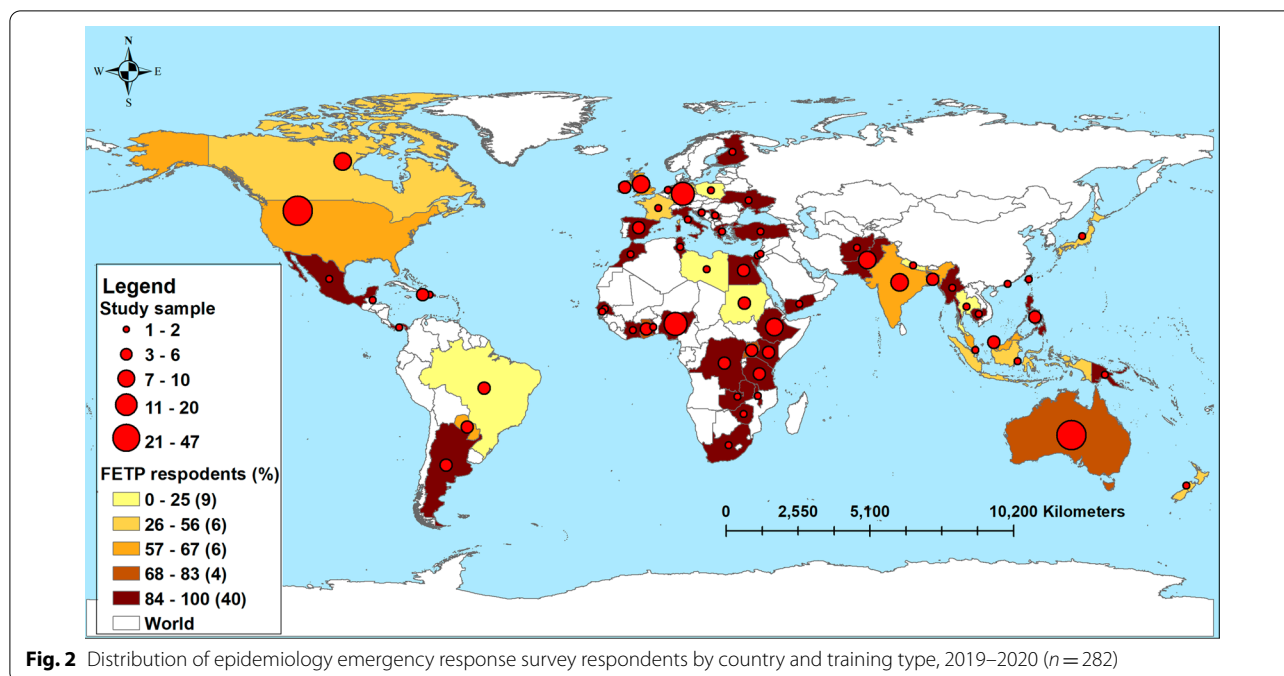 N
W E
S
Legend
Study sample
1 - 2
3 - 6
7 - 10
11 - 20
21 - 47
FETP respodents (%)
0 - 25 (9)
26 - 56 (6)
57 - 67 (6)
68 - 83 (4)
84 - 100 (40)
World
0 2,550 5,100 10,200 Kilometers
Fig. 2 Distribution of epidemiology emergency response survey respondents by country and training type, 2019–2020 (n = 282)